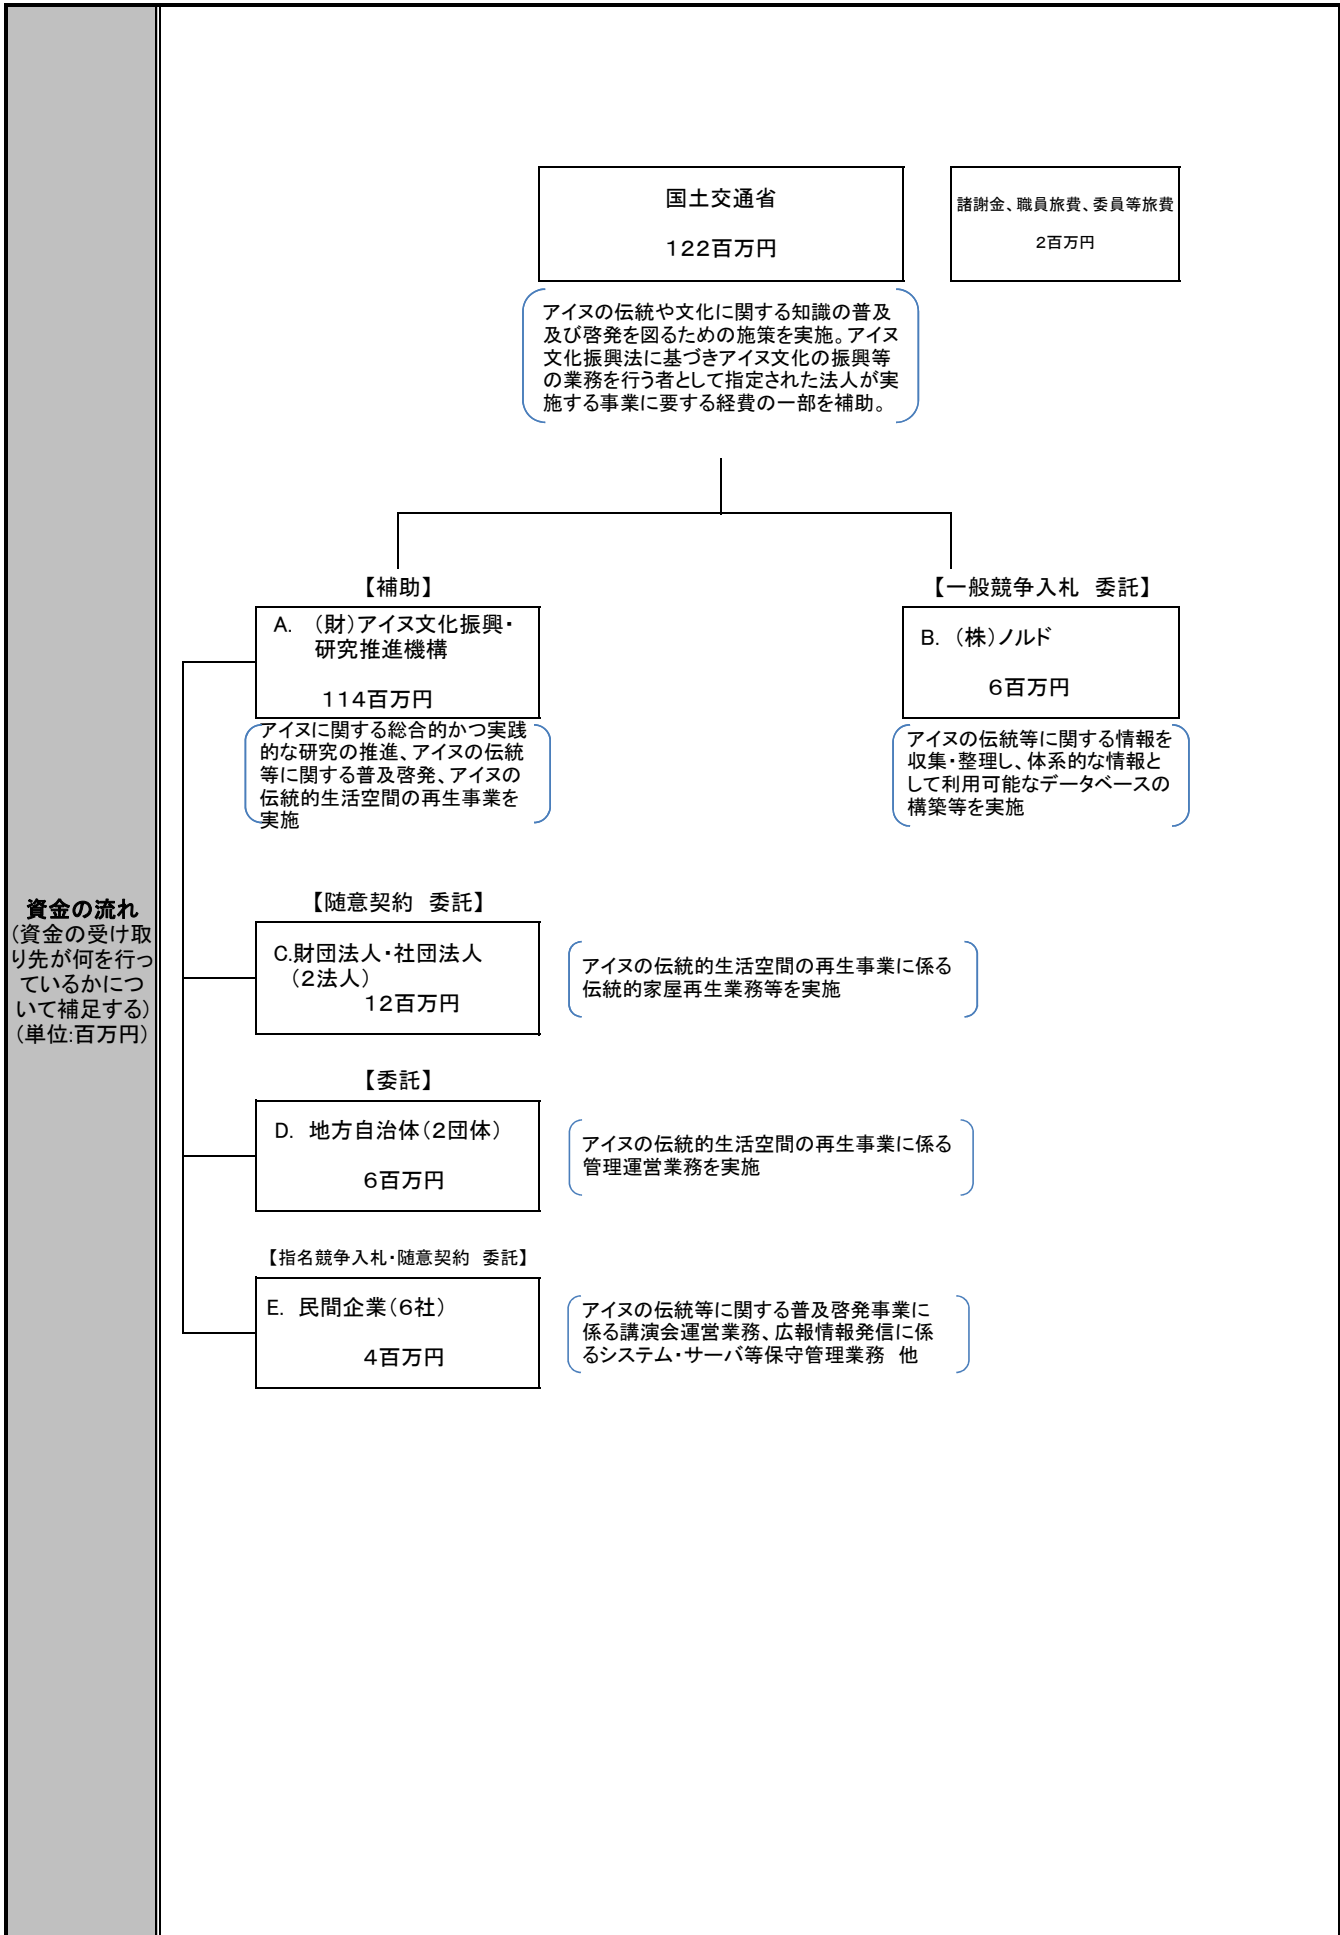 資金の流れ
(資金の受け取
り先が何を行っ
ているかにつ
いて補足する)
(単位:百万円)
国土交通省
122百万円
諸謝金、職員旅費、委員等旅費
2百万円
アイヌの伝統や文化に関する知識の普及
及び啓発を図るための施策を実施。アイヌ
文化振興法に基づきアイヌ文化の振興等
の業務を行う者として指定された法人が実
施する事業に要する経費の一部を補助。
【補助】
A. (財)アイヌ文化振興・
研究推進機構
114百万円
アイヌに関する総合的かつ実践
的な研究の推進、アイヌの伝統
等に関する普及啓発、アイヌの
伝統的生活空間の再生事業を
実施
【一般競争入札 委託】
B. (株)ノルド
6百万円
アイヌの伝統等に関する情報を
収集・整理し、体系的な情報と
して利用可能なデータベースの
構築等を実施
【随意契約 委託】
C.財団法人・社団法人
(2法人)
12百万円
アイヌの伝統的生活空間の再生事業に係る
伝統的家屋再生業務等を実施
【委託】
D. 地方自治体(2団体)
6百万円
アイヌの伝統的生活空間の再生事業に係る
管理運営業務を実施
【指名競争入札・随意契約 委託】
E. 民間企業(6社)
4百万円
アイヌの伝統等に関する普及啓発事業に
係る講演会運営業務、広報情報発信に係
るシステム・サーバ等保守管理業務 他